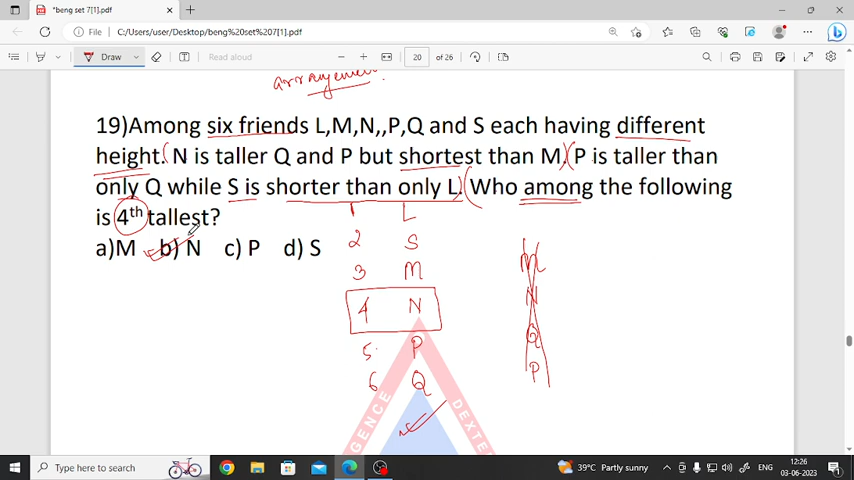 *beng set 7[1].pdf
File
C:/Users/user/Desktop/beng%20set%207[1].pdf
Draw
Read aloud
20
of 26
arrangement.
19)Among six friends L,M,N,,P,Q and S each having different
height. N is taller Q and P but shortest than M. P is taller than
only Q while S is shorter than only L. Who among the following
is 4th tallest?
a)M b) N c) P d) S
1 L
2 S
3 M
4 N
5 P
6 Q
M
N
Q
P
GENCE
DEXTE
Type here to search
39°C Partly sunny
ENG
12:26
03-06-2023